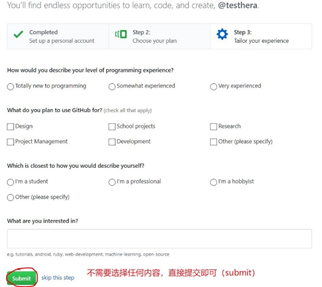 You'll find endless opportunities to learn, code, and create, @testhera.
Completed
Set up a personal account
Step 2:
Choose your plan
Step 3:
Tailor your experience
How would you describe your level of programming experience?
Totally new to programming
Somewhat experienced
Very experienced
What do you plan to use GitHub for? (check all that apply)
Design
School projects
Research
Project Management
Development
Other (please specify)
Which is closest to how you would describe yourself?
I'm a student
I'm a professional
I'm a hobbyist
Other (please specify)
What are you interested in?
e.g. tutorials, android, ruby, web-development, machine-learning, open-source
Submit
skip this step
不需要选择任何内容，直接提交即可（submit）